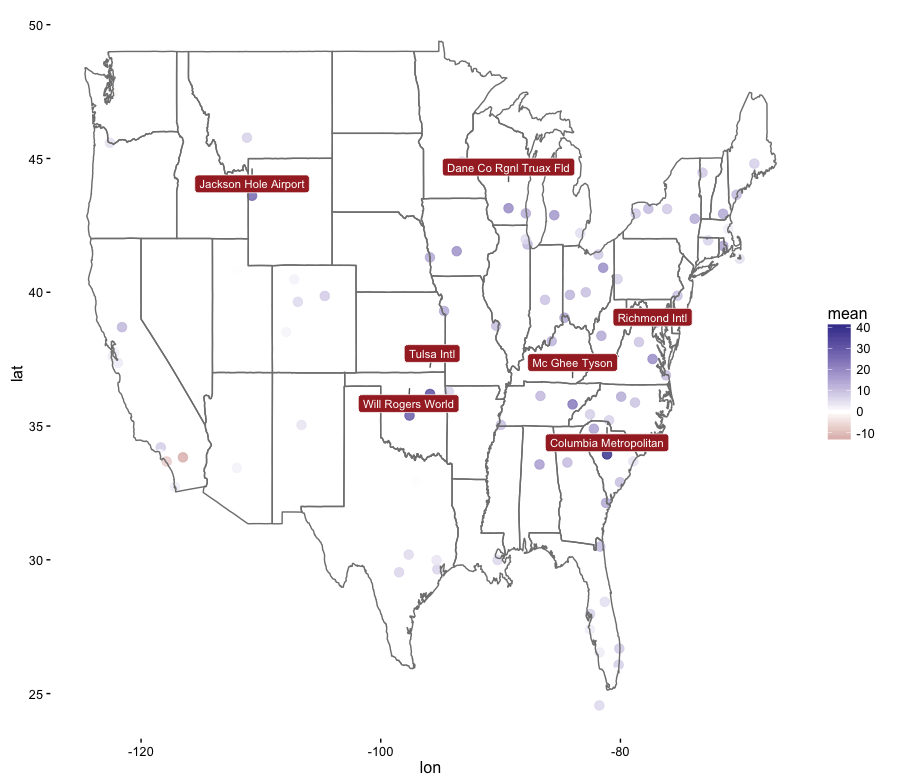 50
45
40
35
30
25
lat
-120
-100
-80
lon
Dane Co Rgnl Truax Fld
Jackson Hole Airport
Richmond Intl
Tulsa Intl
Mc Ghee Tyson
Will Rogers World
Columbia Metropolitan
mean
40
30
20
10
0
-10